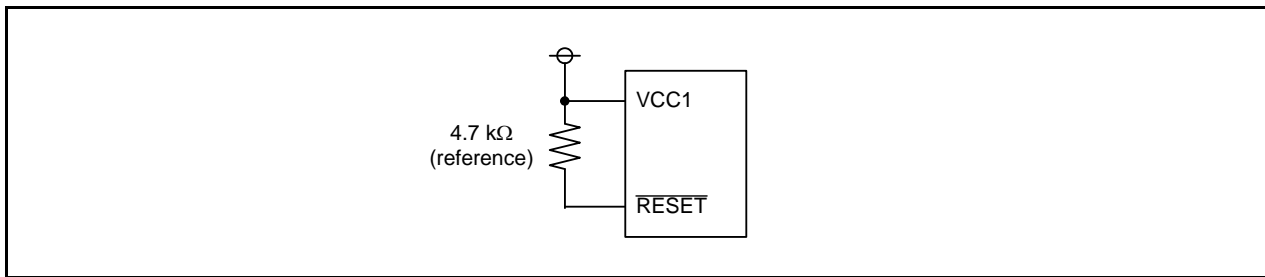 VCC1
4.7 kΩ
(reference)
RESET